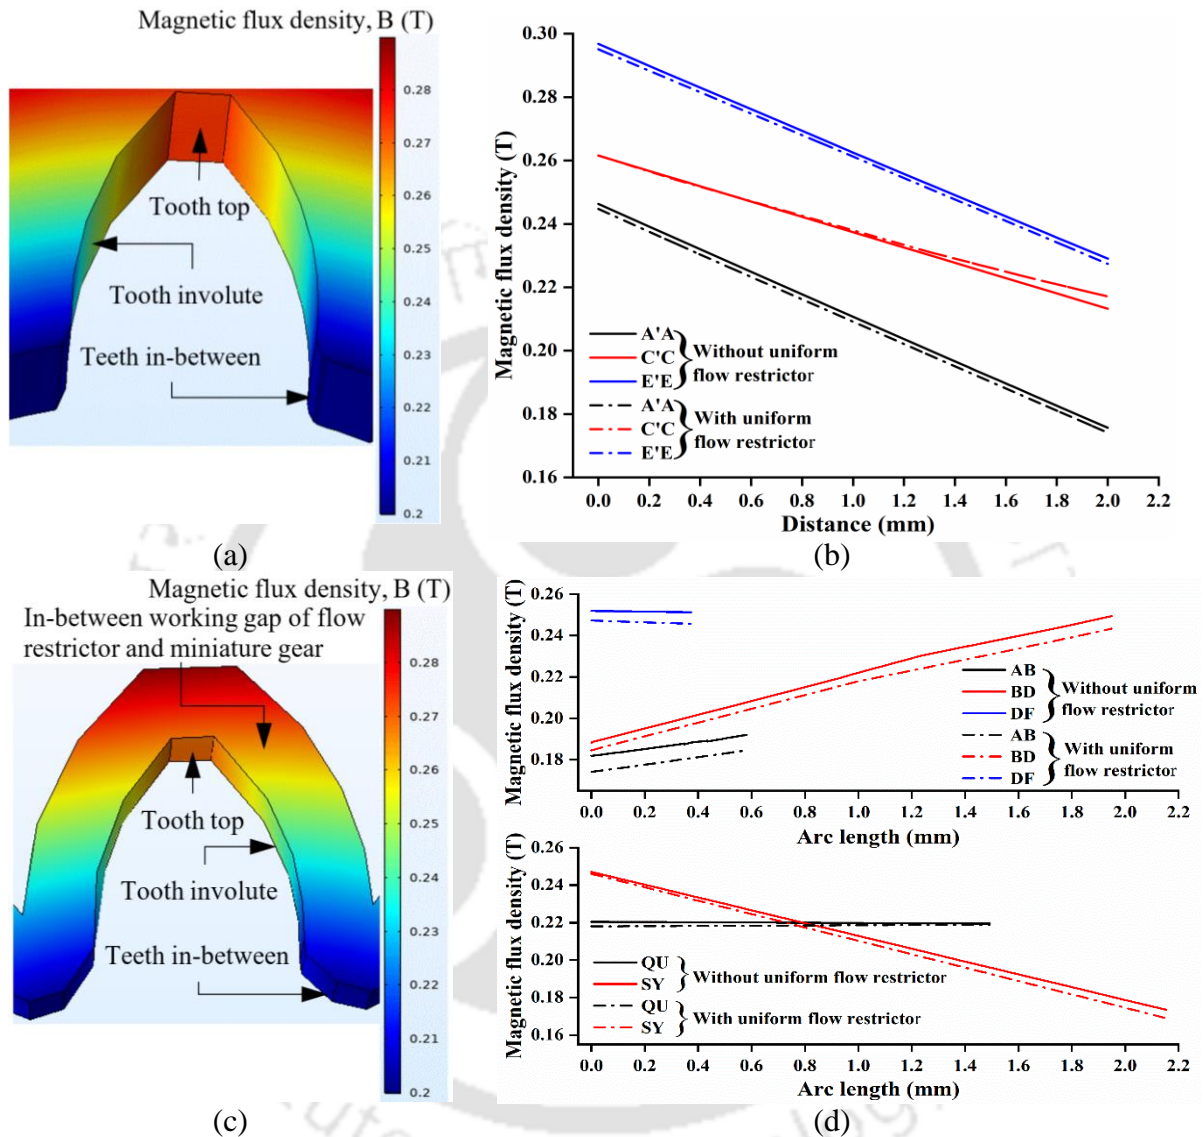 Magnetic flux density, B (T)
0.28
0.27
0.26
0.25
0.24
0.23
0.22
0.21
0.2
Tooth top
Tooth involute
Teeth in-between
(a)
Magnetic flux density (T)
0.30
0.28
0.26
0.24
0.22
0.20
0.18
0.16
A'A
C'C
E'E
Without uniform
flow restrictor
A'A
C'C
E'E
With uniform
flow restrictor
0.0 0.2 0.4 0.6 0.8 1.0 1.2 1.4 1.6 1.8 2.0 2.2
Distance (mm)
(b)
Magnetic flux density, B (T)
In-between working gap of flow
restrictor and miniature gear
0.28
0.27
0.26
0.25
0.24
0.23
0.22
0.21
0.2
Tooth top
Tooth involute
Teeth in-between
(c)
Magnetic flux density (T)
0.26
0.24
0.22
0.20
0.18
AB
BD
DF
Without uniform
flow restrictor
AB
BD
DF
With uniform
flow restrictor
0.0 0.2 0.4 0.6 0.8 1.0 1.2 1.4 1.6 1.8 2.0 2.2
Arc length (mm)
Magnetic flux density (T)
0.26
0.24
0.22
0.20
0.18
0.16
QU
SY
Without uniform flow restrictor
QU
SY
With uniform flow restrictor
0.0 0.2 0.4 0.6 0.8 1.0 1.2 1.4 1.6 1.8 2.0 2.2
Arc length (mm)
(d)